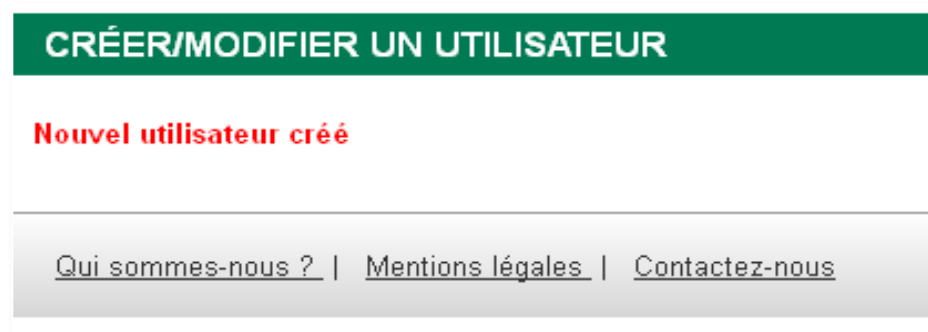 CRÉER/MODIFIER UN UTILISATEUR
Nouvel utilisateur créé
Qui sommes-nous ? | Mentions légales | Contactez-nous